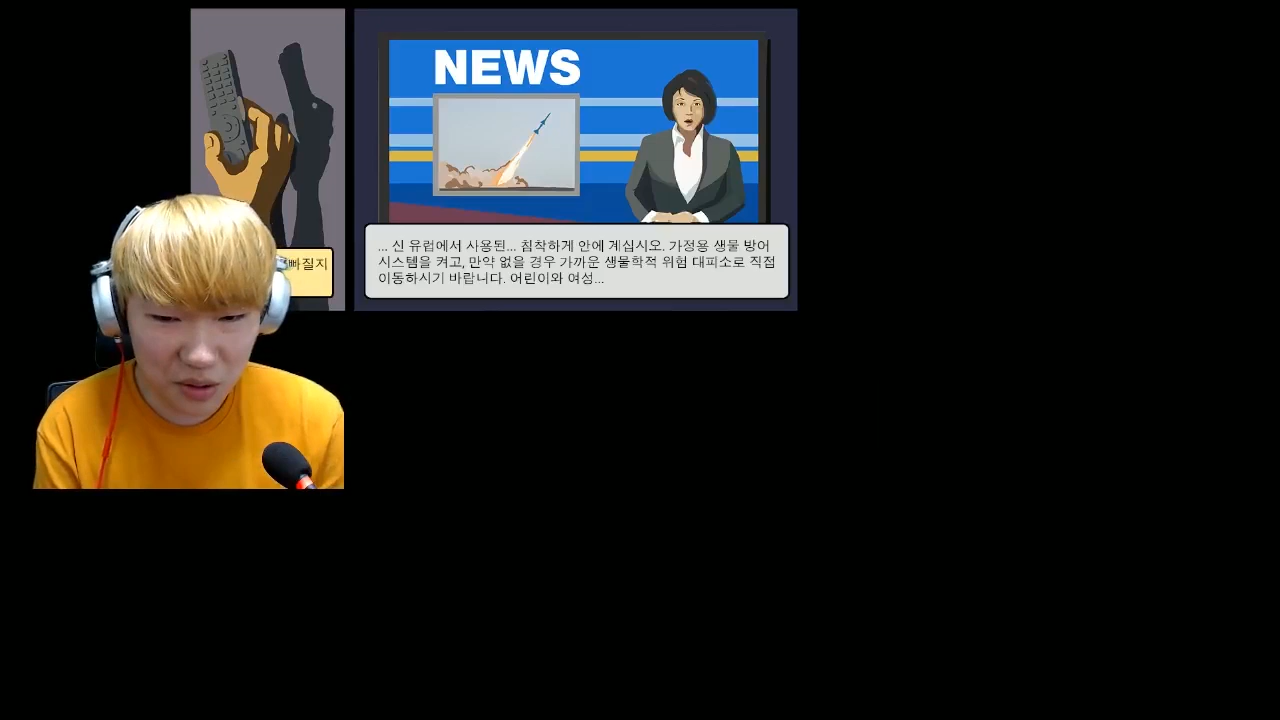 NEWS
빠질지
... 신 유럽에서 사용된... 침착하게 안에 계십시오. 가정용 생물 방어
시스템을 켜고, 만약 없을 경우 가까운 생물학적 위험 대피소로 직접
이동하시기 바랍니다. 어린이와 여성...